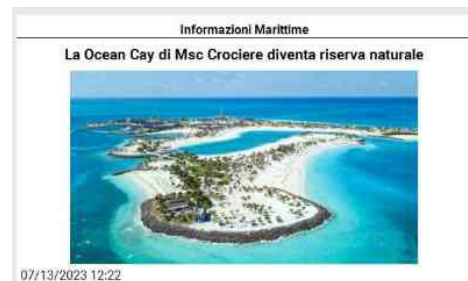 Informazioni Marittime
La Ocean Cay di Msc Crociere diventa riserva naturale
07/13/2023 12:22